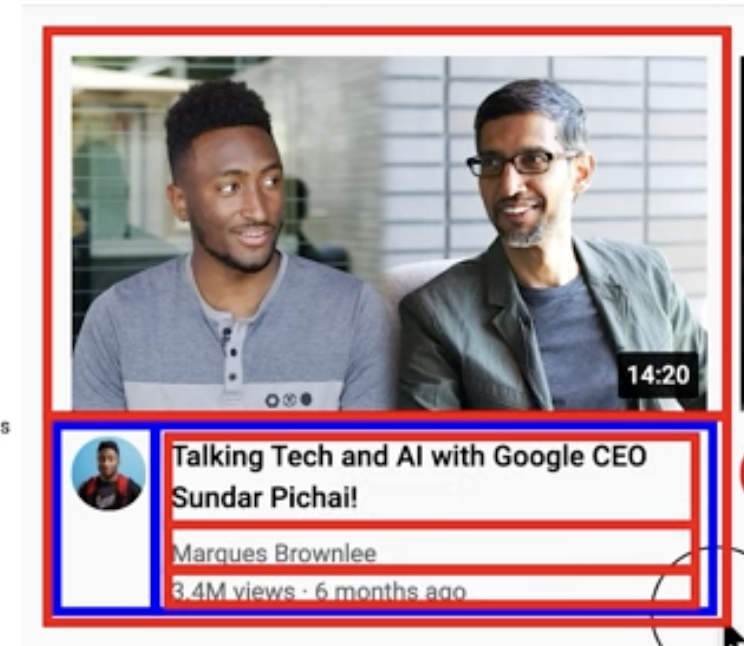 14:20
s
Talking Tech and AI with Google CEO
Sundar Pichai!
Marques Brownlee
3.4M views · 6 months ago